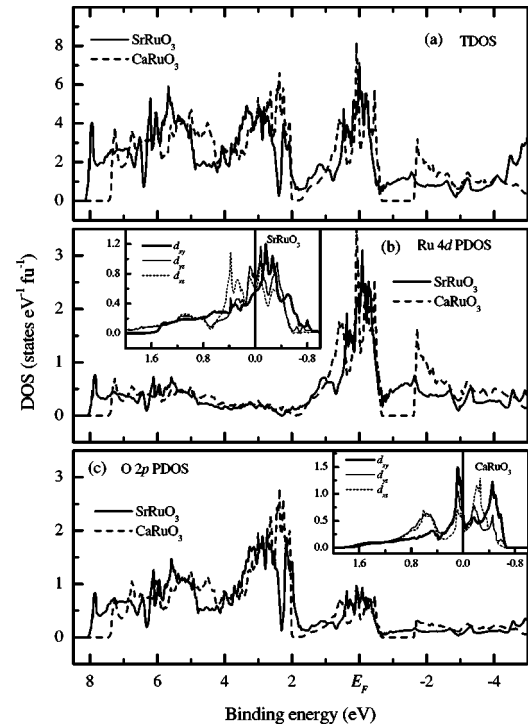 8
6
4
2
0
SrRuO3
CaRuO3
(a) TDOS
3
2
1
0
1.2
0.8
0.4
0.0
dxy
dyz
dxz
SrRuO3
1.8 0.8 0.0 -0.8
(b) Ru 4d PDOS
SrRuO3
CaRuO3
DOS (states eV-1 fu-1)
3
2
1
0
(c) O 2p PDOS
SrRuO3
CaRuO3
1.5
1.0
0.5
0.0
dxy
dyz
dxz
CaRuO3
1.8 0.8 0.0 -0.8
8 6 4 2 EF -2 -4
Binding energy (eV)